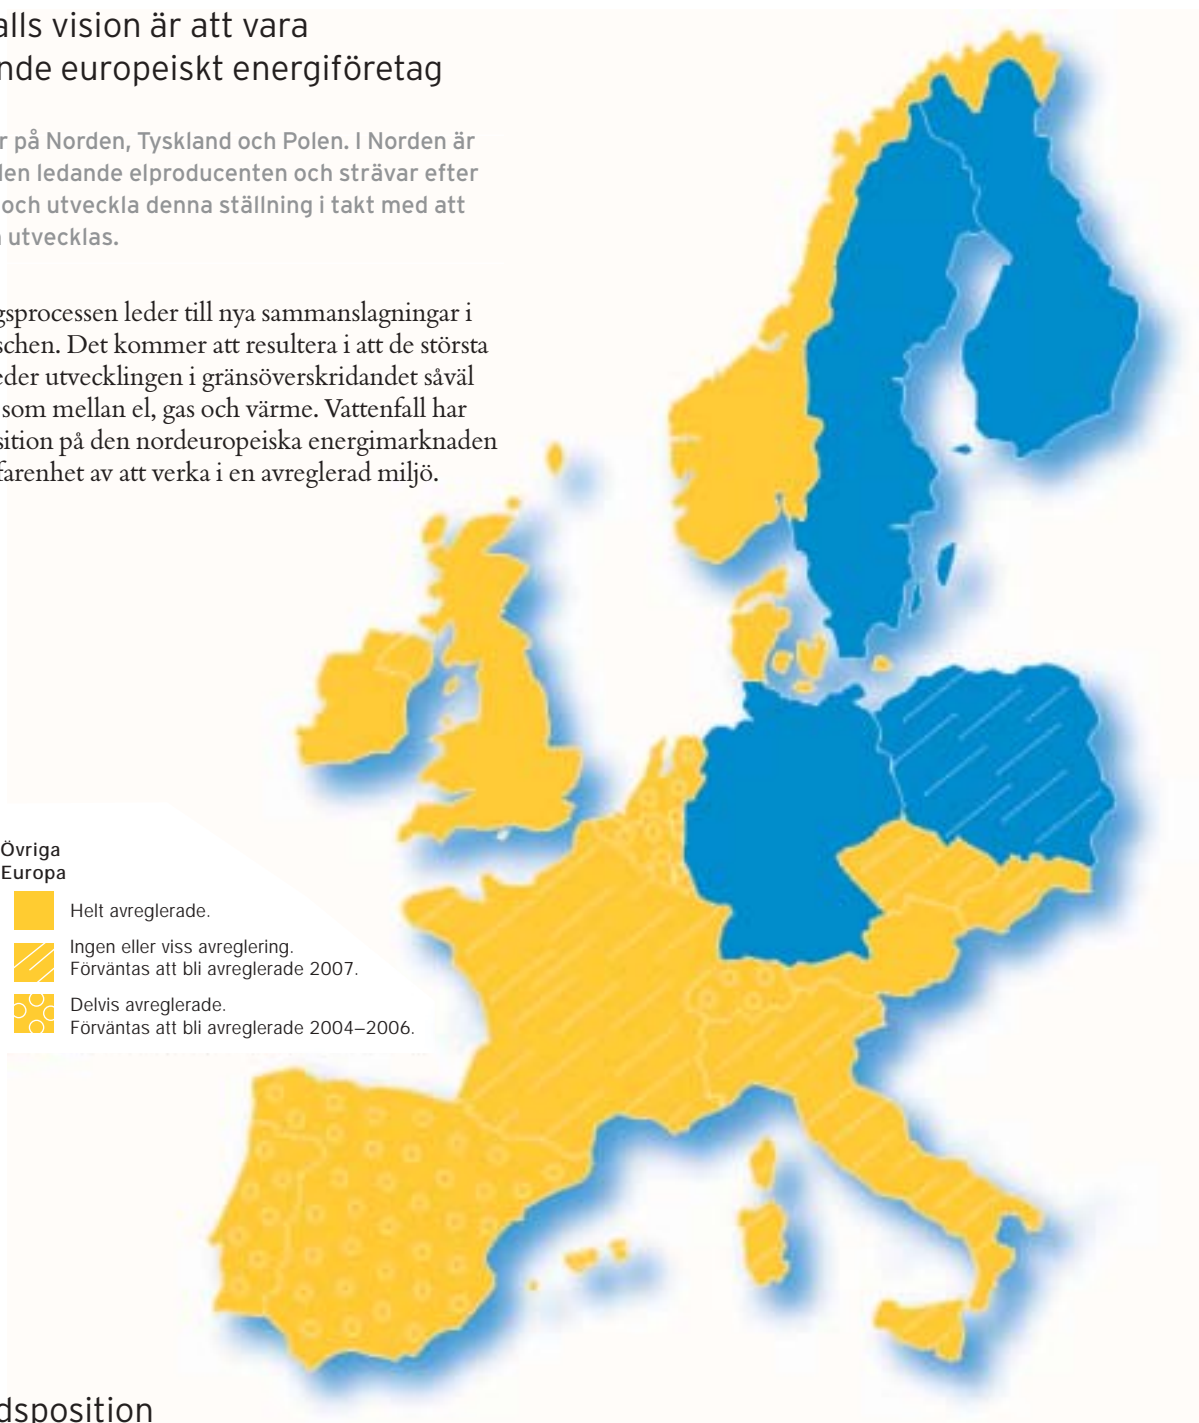 alls vision är att vara
nde europeiskt energiföretag
r på Norden, Tyskland och Polen. I Norden är
den ledande elproducenten och strävar efter
och utveckla denna ställning i takt med att
utvecklas.
gsprocessen leder till nya sammanslagningar i
schen. Det kommer att resultera i att de största
eder utvecklingen i gränsöverskridandet såväl
som mellan el, gas och värme. Vattenfall har
sition på den nordeuropeiska energimarknaden
farenhet av att verka i en avreglerad miljö.
Övriga
Europa
Helt avreglerade.
Ingen eller viss avreglering.
Förväntas att bli avreglerade 2007.
Delvis avreglerade.
Förväntas att bli avreglerade 2004–2006.
dsposition